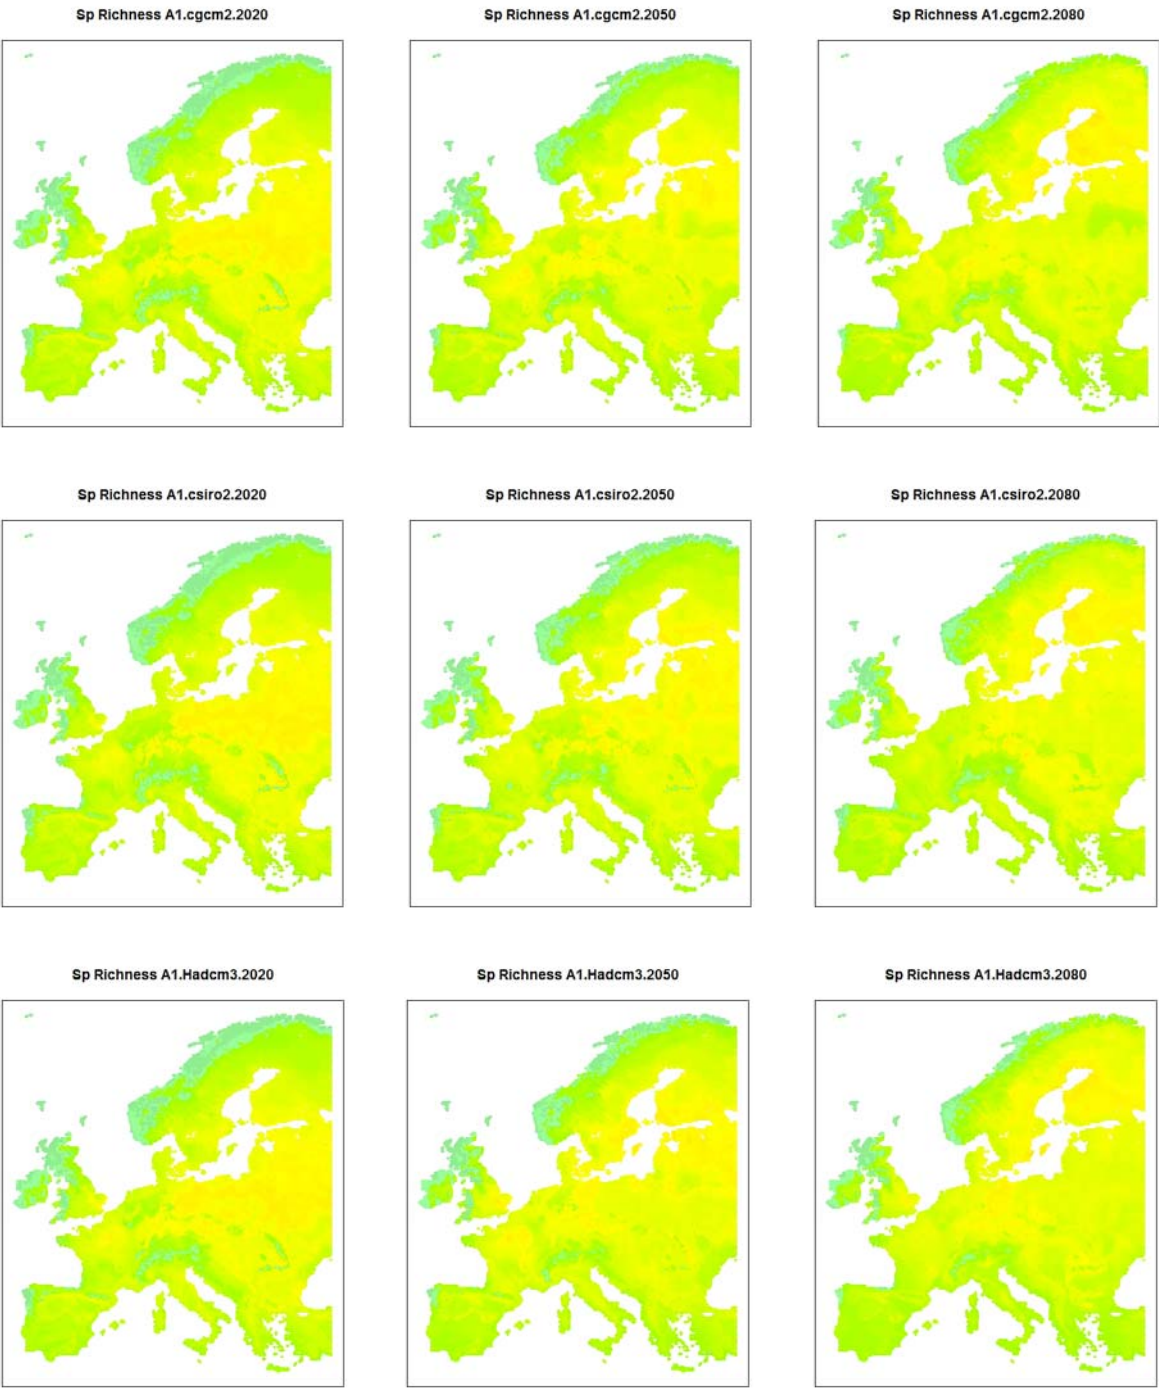 Sp Richness A1.cgcm2.2020
Sp Richness A1.cgcm2.2050
Sp Richness A1.cgcm2.2080
Sp Richness A1.csiro2.2020
Sp Richness A1.csiro2.2050
Sp Richness A1.csiro2.2080
Sp Richness A1.Hadcm3.2020
Sp Richness A1.Hadcm3.2050
Sp Richness A1.Hadcm3.2080